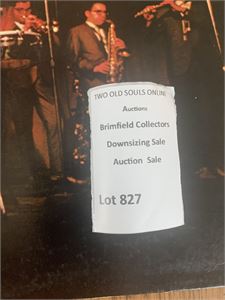 TWO OLD SOULS ONLINE
Auctions
Brimfield Collectors
Downsizing Sale
Auction Sale
Lot 827